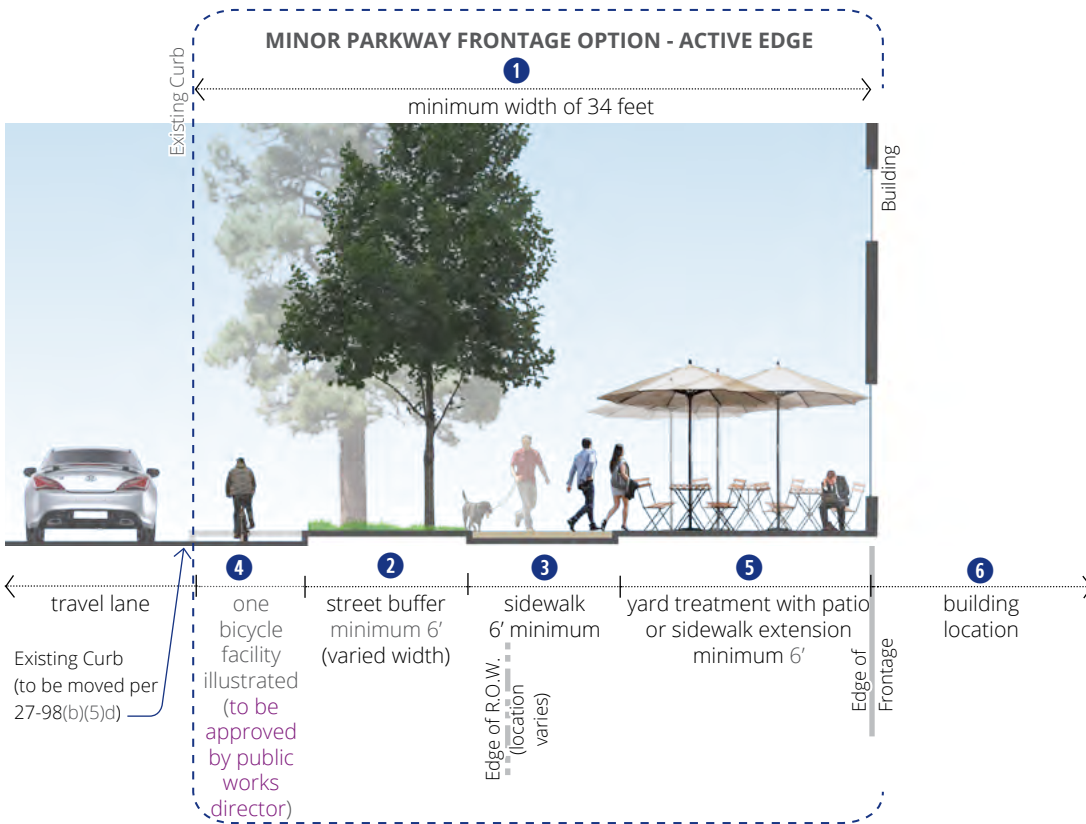 MINOR PARKWAY FRONTAGE OPTION - ACTIVE EDGE
1
minimum width of 34 feet
Existing Curb
Building
4
2
3
5
6
travel lane
one
bicycle
facility
illustrated
(to be
approved
by public
works
director)
street buffer
minimum 6'
(varied width)
sidewalk
6' minimum
yard treatment with patio
or sidewalk extension
minimum 6'
building
location
Existing Curb
(to be moved per
27-98(b)(5)d)
Edge of R.O.W.
(location
varies)
Edge of
Frontage